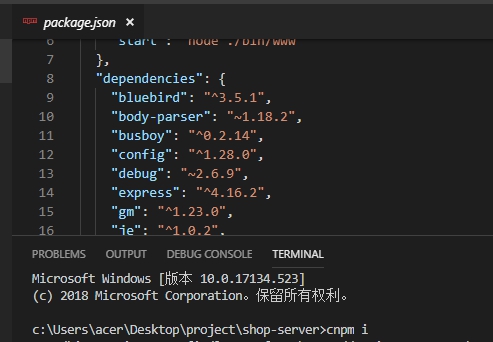 package.json
6 "start": "node ./bin/www"
7 },
8 "dependencies": {
9 "bluebird": "^3.5.1",
10 "body-parser": "~1.18.2",
11 "busboy": "^0.2.14",
12 "config": "^1.28.0",
13 "debug": "~2.6.9",
14 "express": "^4.16.2",
15 "gm": "^1.23.0",
16 "ie": "^1.0.2",
PROBLEMS OUTPUT DEBUG CONSOLE TERMINAL
Microsoft Windows [版本 10.0.17134.523]
(c) 2018 Microsoft Corporation。保留所有权利。
c:\Users\acer\Desktop\project\shop-server>cnpm i